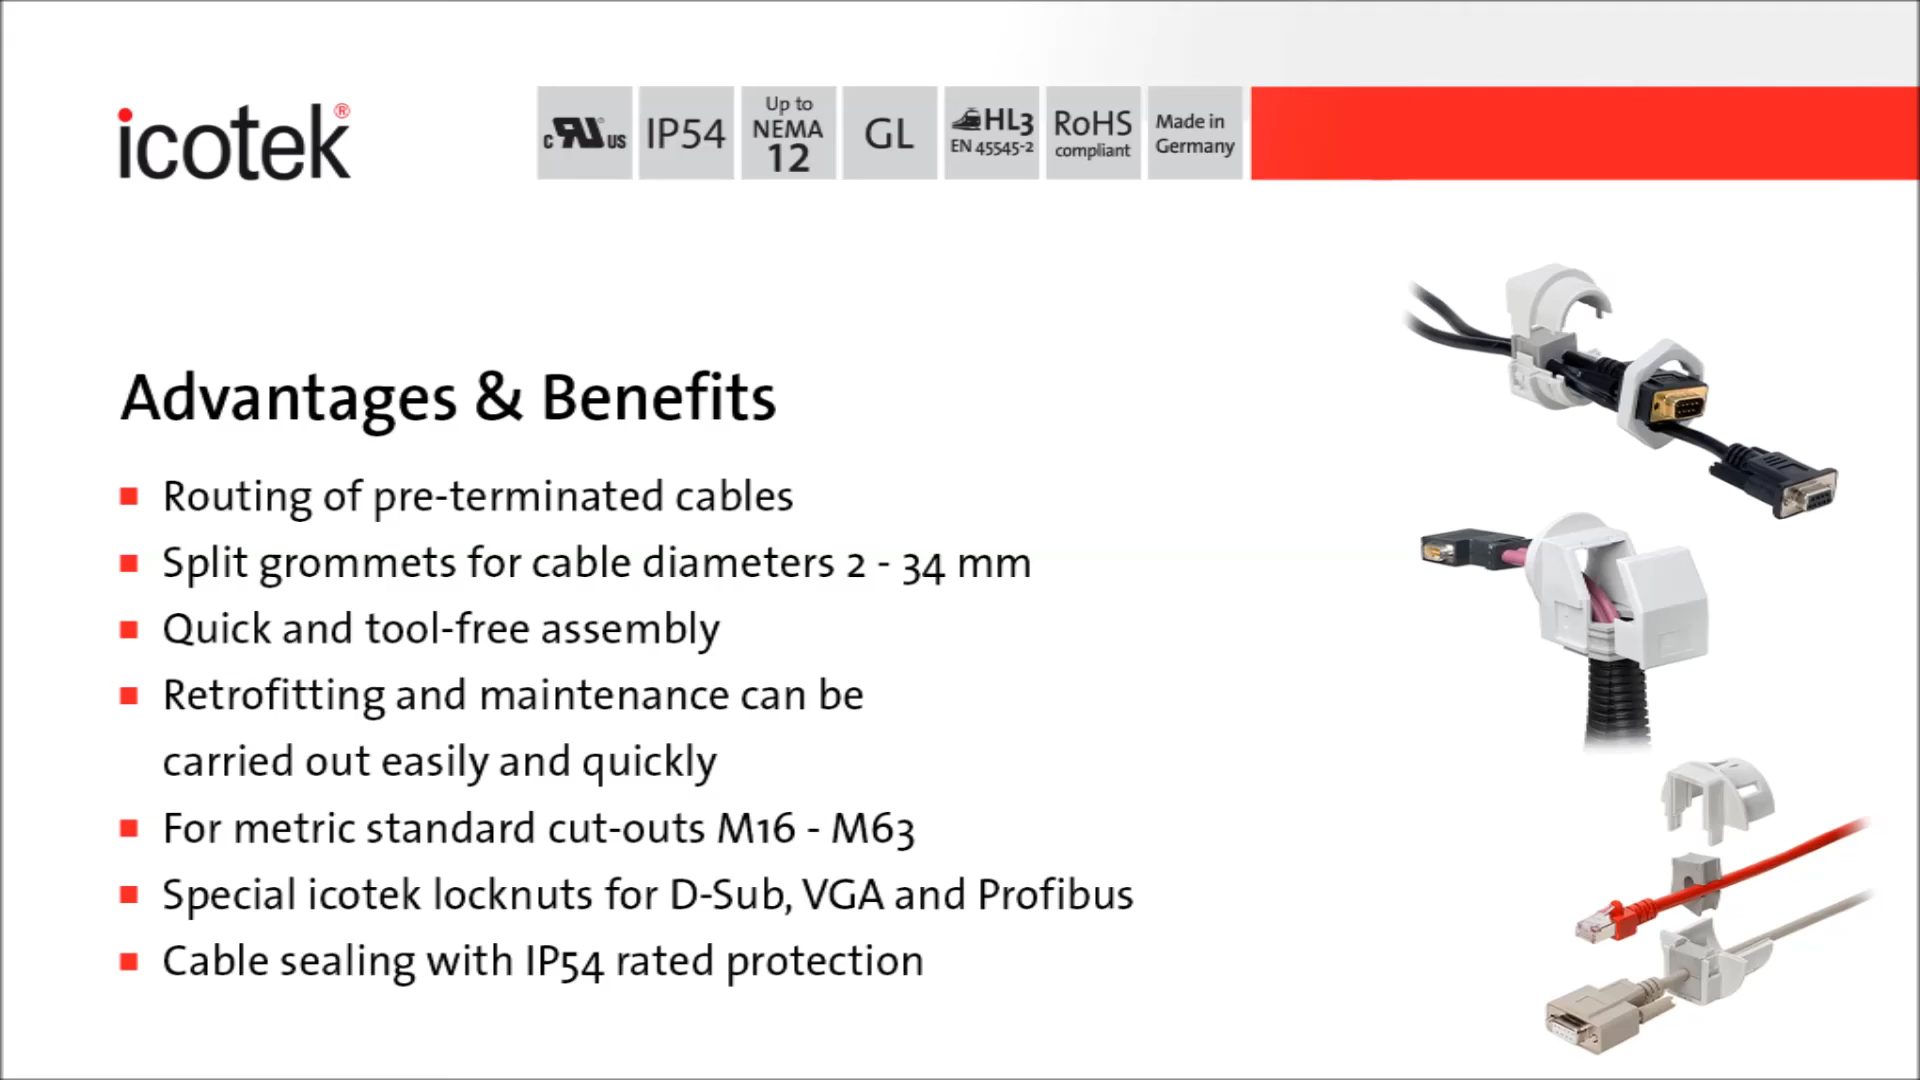 icotek®
c RU® US
IP54
Up to
NEMA
12
GL
HL3
EN 45545-2
RoHS
compliant
Made in
Germany
Advantages & Benefits
Routing of pre-terminated cables
Split grommets for cable diameters 2 - 34 mm
Quick and tool-free assembly
Retrofitting and maintenance can be
carried out easily and quickly
For metric standard cut-outs M16 - M63
Special icotek locknuts for D-Sub, VGA and Profibus
Cable sealing with IP54 rated protection